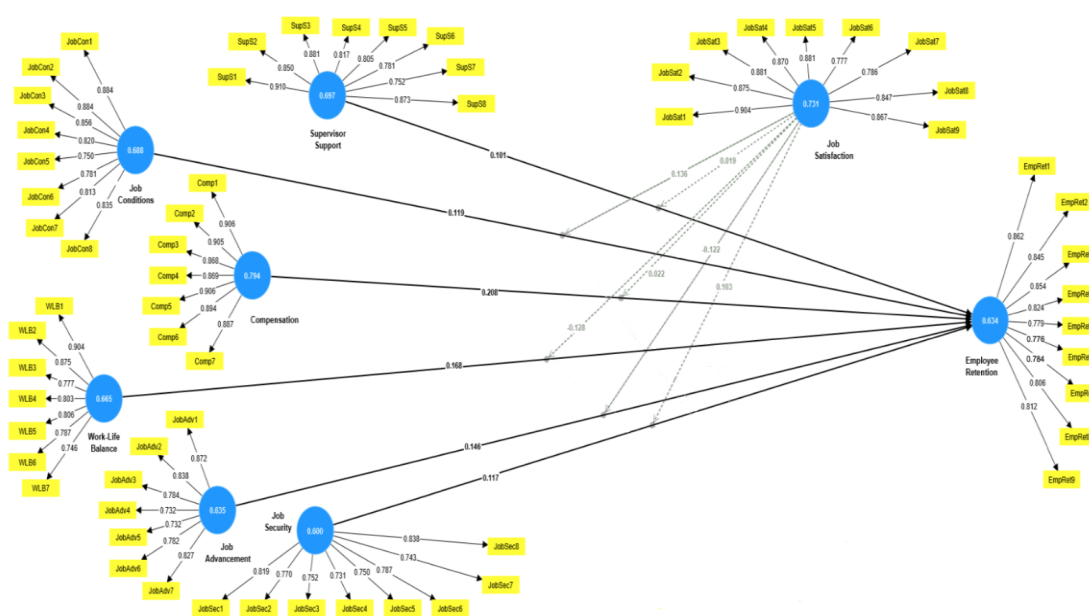 JobCon1
JobCon2
JobCon3
JobCon4
JobCon5
JobCon6
JobCon7
JobCon8
0.884
0.884
0.856
0.820
0.750
0.781
0.813
0.835
0.688
Job
Conditions
SupS1
SupS2
SupS3
SupS4
SupS5
SupS6
SupS7
SupS8
0.910
0.850
0.881
0.817
0.805
0.781
0.752
0.873
0.697
Supervisor
Support
JobSat1
JobSat2
JobSat3
JobSat4
JobSat5
JobSat6
JobSat7
JobSat8
JobSat9
0.904
0.875
0.881
0.870
0.881
0.777
0.786
0.847
0.867
0.731
Job
Satisfaction
Comp1
Comp2
Comp3
Comp4
Comp5
Comp6
Comp7
0.906
0.905
0.868
0.869
0.906
0.894
0.887
0.794
Compensation
WLB1
WLB2
WLB3
WLB4
WLB5
WLB6
WLB7
0.904
0.875
0.777
0.803
0.806
0.787
0.746
0.665
Work-Life
Balance
JobAdv1
JobAdv2
JobAdv3
JobAdv4
JobAdv5
JobAdv6
JobAdv7
0.872
0.838
0.784
0.732
0.732
0.782
0.827
0.635
Job
Advancement
Job
Security
0.600
0.819
0.770
0.752
0.731
0.750
0.787
0.743
0.838
JobSec1
JobSec2
JobSec3
JobSec4
JobSec5
JobSec6
JobSec7
JobSec8
0.101
0.119
0.208
0.168
0.146
0.117
0.136
0.019
0.022
-0.128
-0.122
0.103
EmpRet1
EmpRet2
EmpRe
EmpRe
EmpRe
EmpRe
EmpRe
EmpRet
EmpRet9
0.862
0.845
0.854
0.824
0.779
0.776
0.784
0.806
0.812
0.634
Employee
Retention